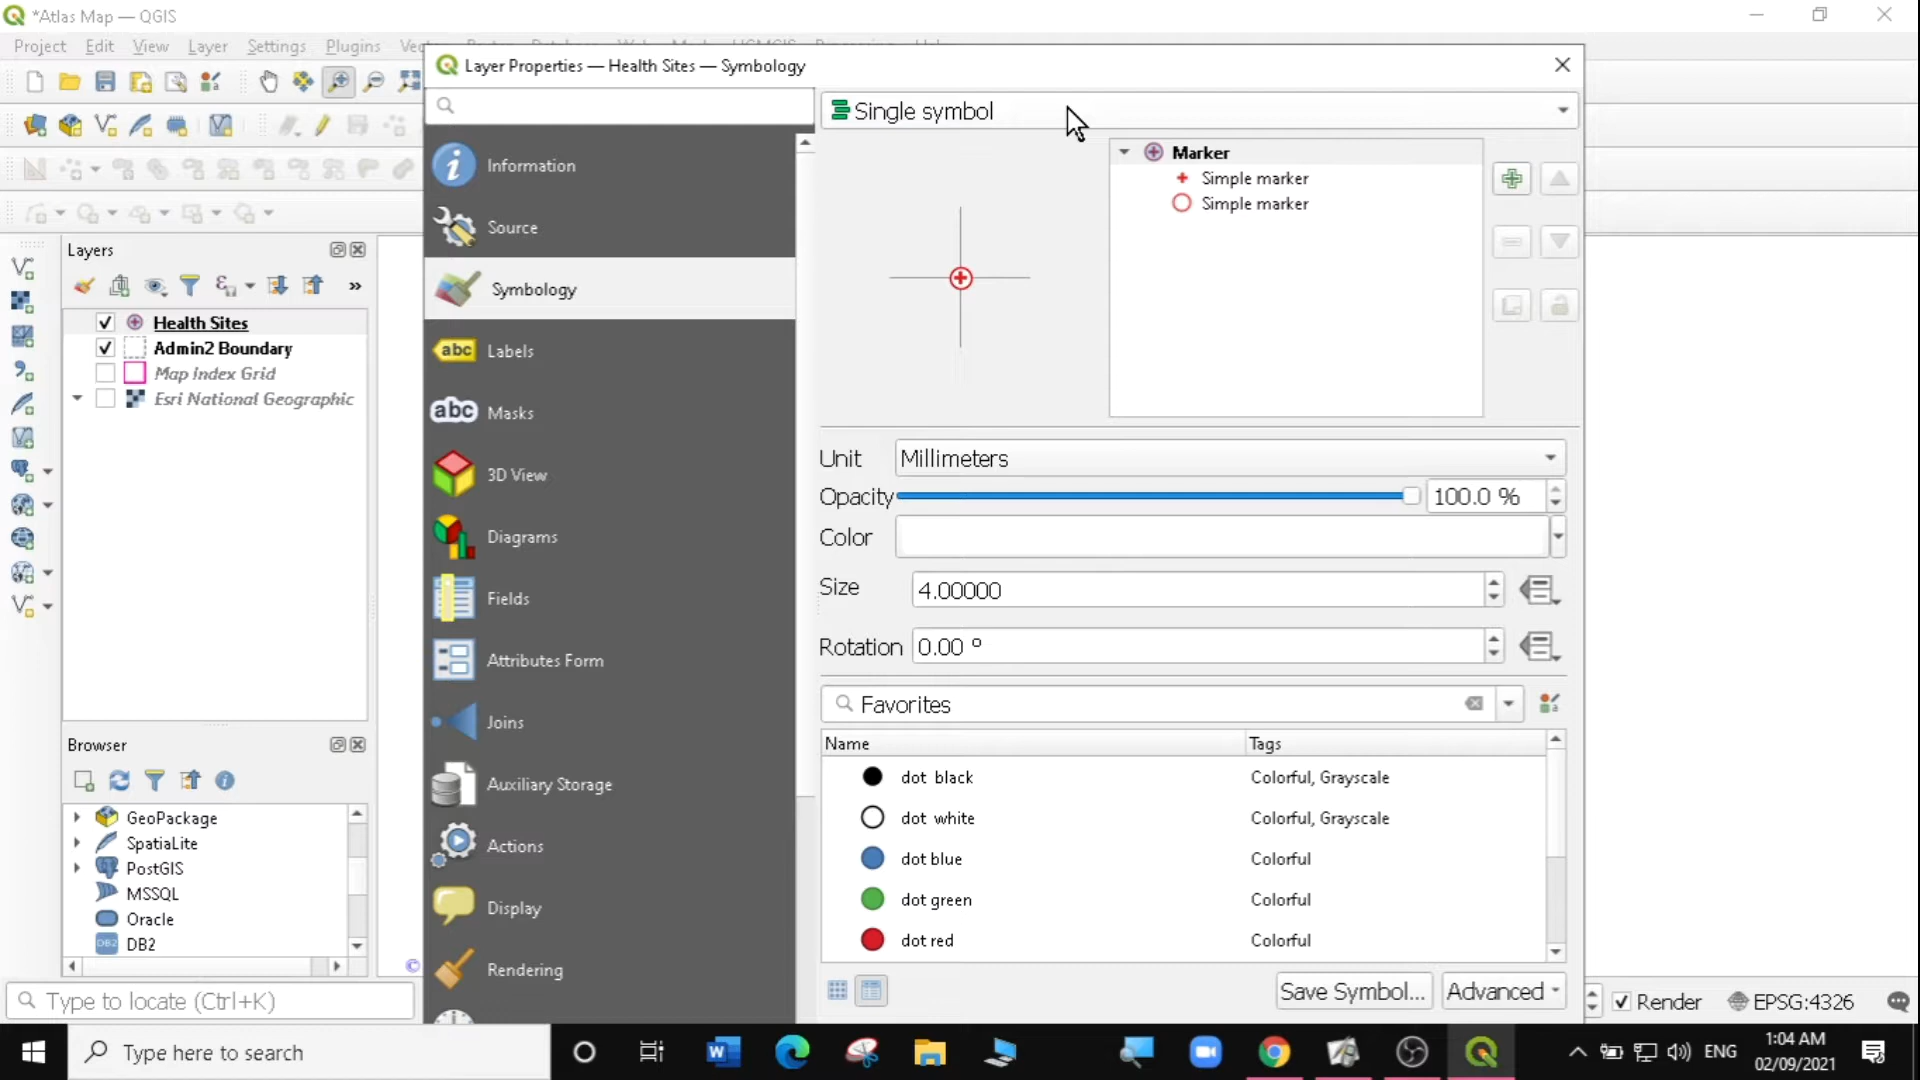 *Atlas Map — QGIS
Project Edit View Layer Settings Plugins
Layer Properties — Health Sites — Symbology
Single symbol
Information
Source
Symbology
Labels
Masks
3D View
Diagrams
Fields
Attributes Form
Joins
Auxiliary Storage
Actions
Display
Rendering
Marker
Simple marker
Simple marker
Layers
Health Sites
Admin2 Boundary
Map Index Grid
Esri National Geographic
Unit Millimeters
Opacity 100.0 %
Color
Size 4.00000
Rotation 0.00 °
Favorites
Name Tags
dot black Colorful, Grayscale
dot white Colorful, Grayscale
dot blue Colorful
dot green Colorful
dot red Colorful
Save Symbol... Advanced
Browser
GeoPackage
SpatiaLite
PostGIS
MSSQL
Oracle
DB2
Type to locate (Ctrl+K)
Render EPSG:4326
Type here to search
ENG
1:04 AM
02/09/2021